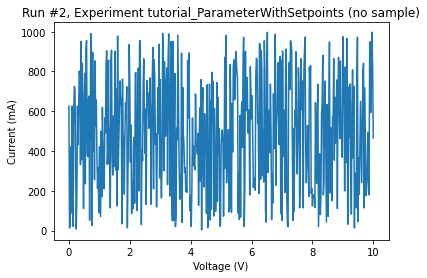 Run #2, Experiment tutorial_ParameterWithSetpoints (no sample)
1000
800
600
400
200
0
Current (mA)
0 2 4 6 8 10
Voltage (V)